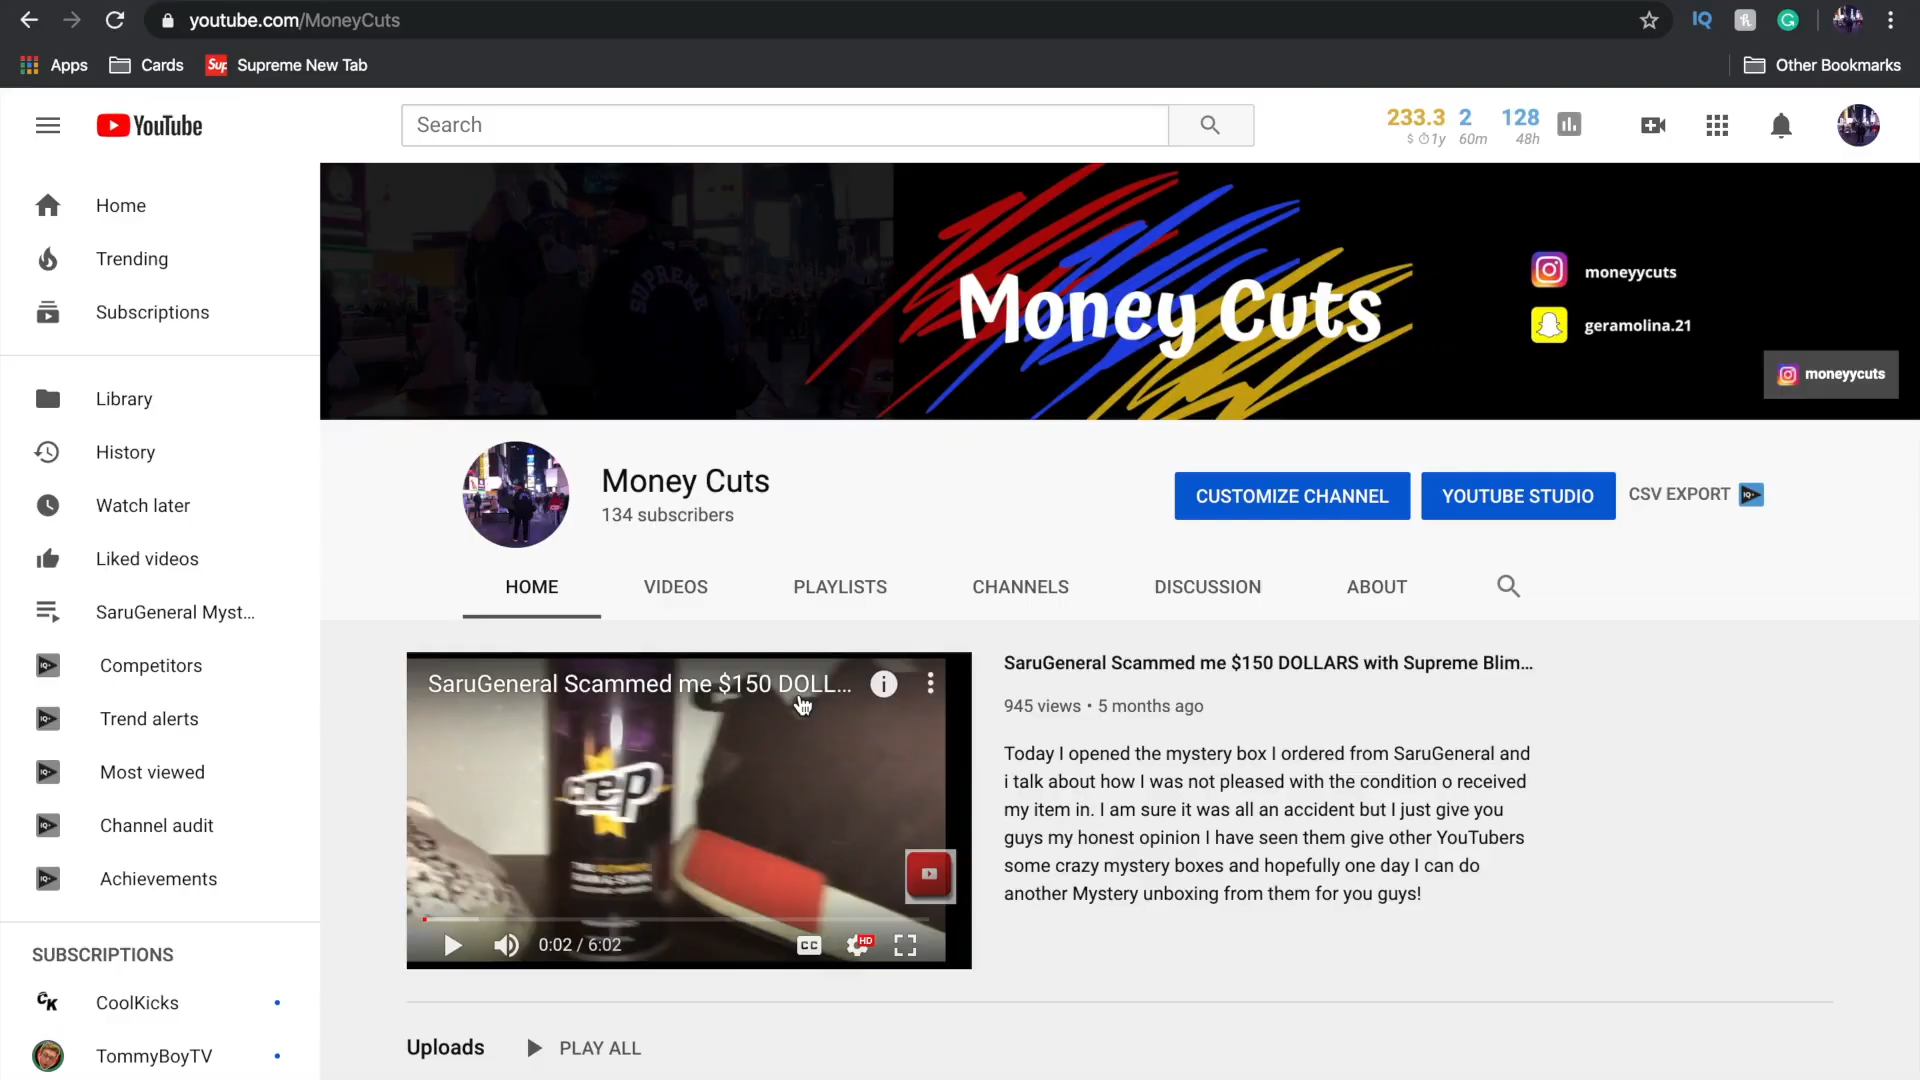 youtube.com/MoneyCuts
IQ
Apps
Cards
Sup
Supreme New Tab
Other Bookmarks
YouTube
Search
233.3 2 128
$ 1y 60m 48h
Home
Trending
Subscriptions
Library
History
Watch later
Liked videos
SaruGeneral Myst...
Competitors
Trend alerts
Most viewed
Channel audit
Achievements
SUBSCRIPTIONS
CK
CoolKicks
TommyBoyTV
SUPREME
Money Cuts
moneyycuts
geramolina.21
moneyycuts
Money Cuts
134 subscribers
CUSTOMIZE CHANNEL
YOUTUBE STUDIO
CSV EXPORT
HOME
VIDEOS
PLAYLISTS
CHANNELS
DISCUSSION
ABOUT
SaruGeneral Scammed me $150 DOLL...
crep
0:02 / 6:02
CC
HD
SaruGeneral Scammed me $150 DOLLARS with Supreme Blim...
945 views • 5 months ago
Today I opened the mystery box I ordered from SaruGeneral and
i talk about how I was not pleased with the condition o received
my item in. I am sure it was all an accident but I just give you
guys my honest opinion I have seen them give other YouTubers
some crazy mystery boxes and hopefully one day I can do
another Mystery unboxing from them for you guys!
Uploads
PLAY ALL